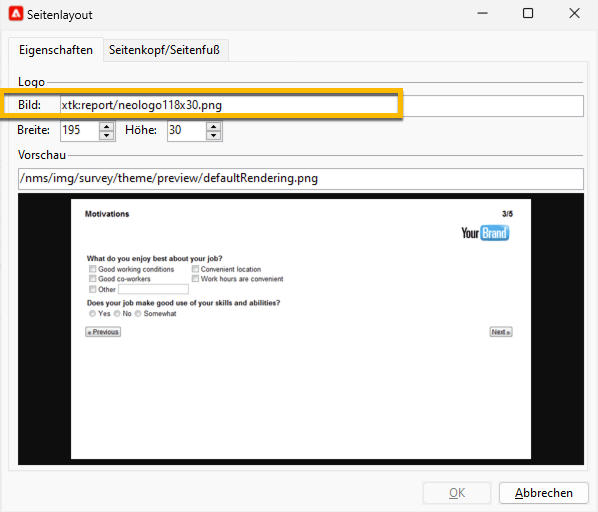 Seitenlayout
Eigenschaften Seitenkopf/Seitenfuß
Logo
Bild: xtk:report/neologo118x30.png
Breite: 195 Höhe: 30
Vorschau
/nms/img/survey/theme/preview/defaultRendering.png
Motivations 3/5
Your Brand
What do you enjoy best about your job?
Good working conditions Convenient location
Good co-workers Work hours are convenient
Other
Does your job make good use of your skills and abilities?
Yes No Somewhat
« Previous Next »
OK Abbrechen